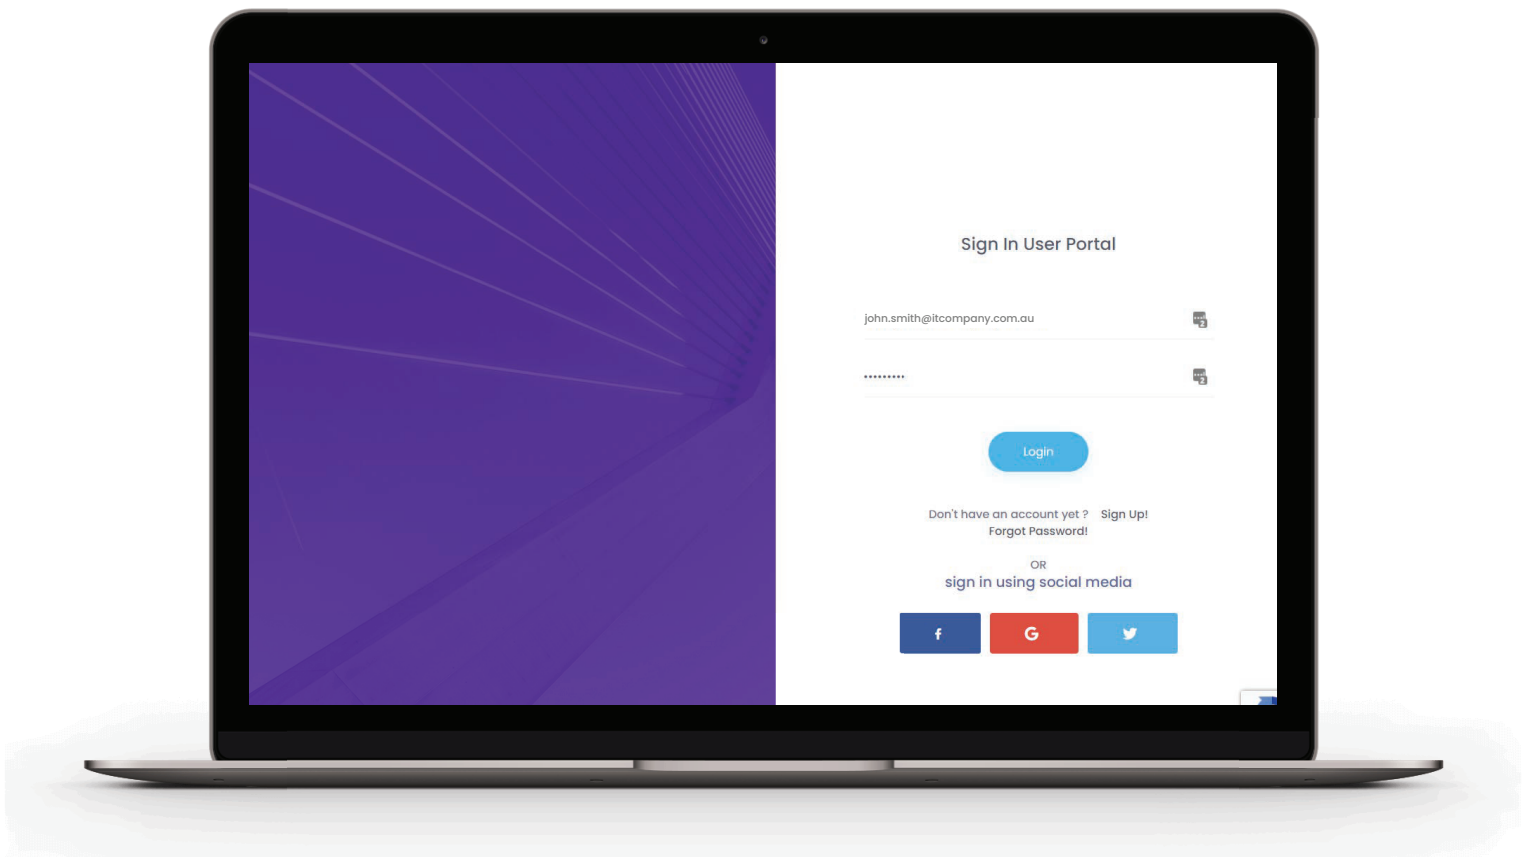 Sign In User Portal
john.smith@itcompany.com.au
•••••••••
Login
Don't have an account yet ? Sign Up!
Forgot Password!
OR
sign in using social media
f G